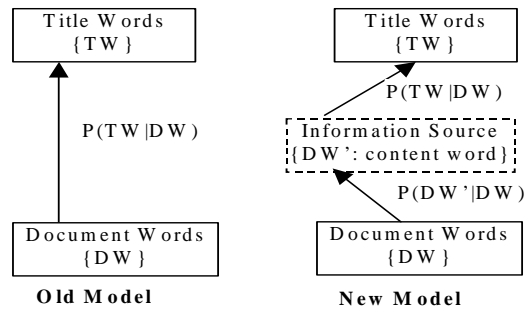 Title Words
{TW}
P(TW|DW)
Document Words
{DW}
Old Model
Title Words
{TW}
P(TW|DW)
Information Source
{DW’: content word}
P(DW’|DW)
Document Words
{DW}
New Model